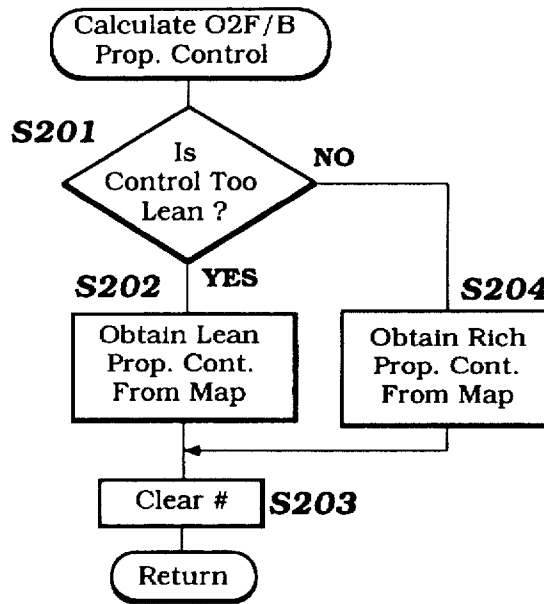 Calculate O2F/B
Prop. Control
S201
Is
Control Too
Lean ?
NO
YES
S202
Obtain Lean
Prop. Cont.
From Map
S204
Obtain Rich
Prop. Cont.
From Map
Clear #
S203
Return